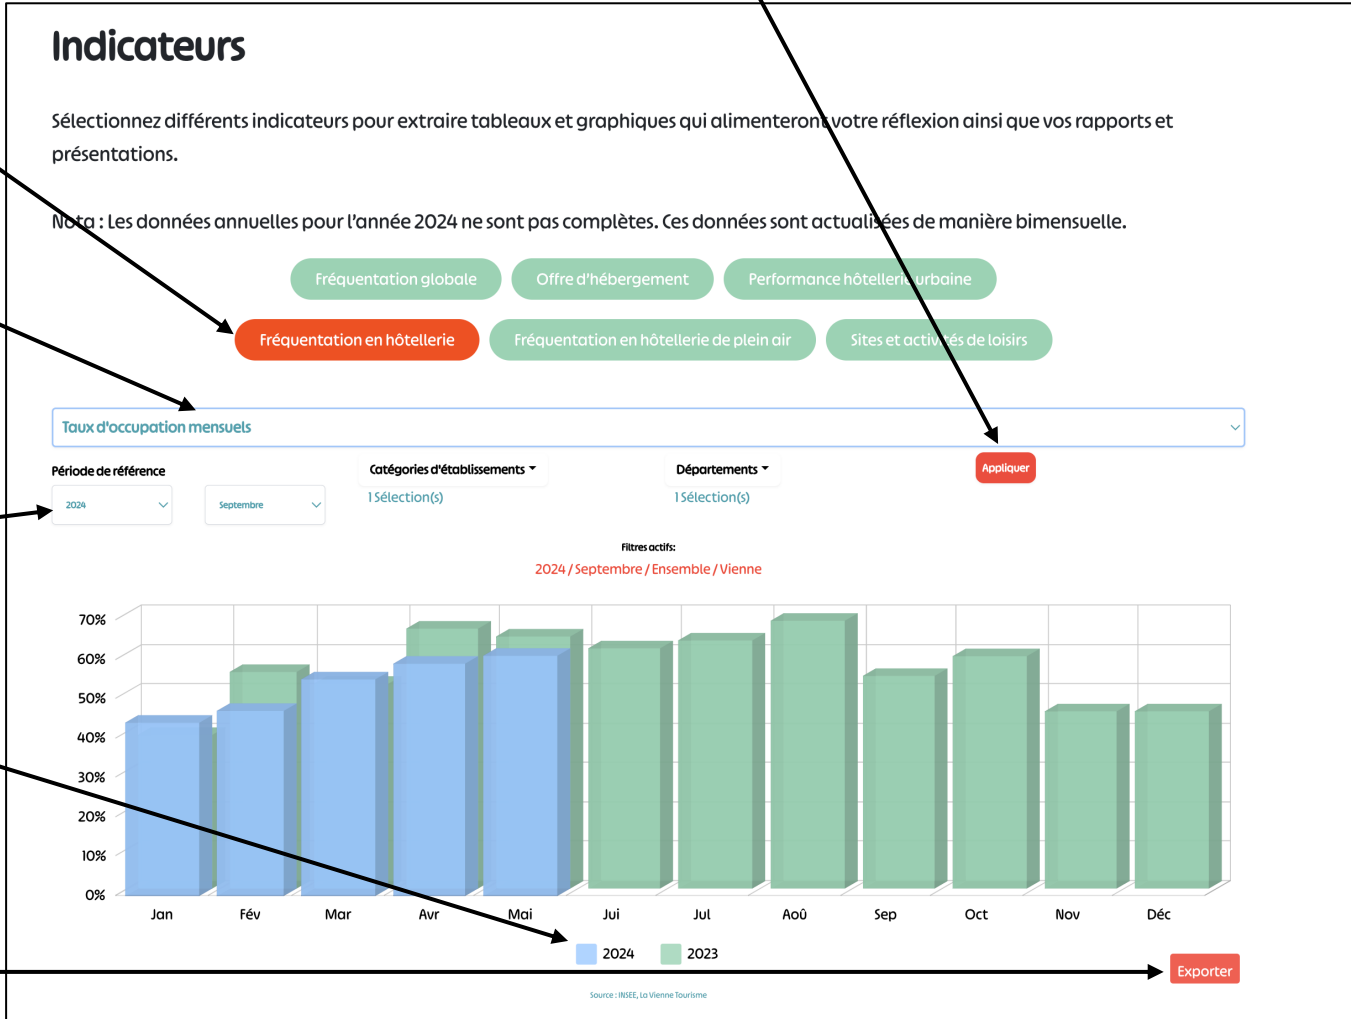 Indicateurs
Sélectionnez différents indicateurs pour extraire tableaux et graphiques qui alimenteront votre réflexion ainsi que vos rapports et
présentations.
Nota : Les données annuelles pour l'année 2024 ne sont pas complètes. Ces données sont actualisées de manière bimensuelle.
Fréquentation globale
Offre d'hébergement
Performance hôtellerie urbaine
Fréquentation en hôtellerie
Fréquentation en hôtellerie de plein air
Sites et activités de loisirs
Taux d'occupation mensuels
Période de référence
Catégories d'établissements
Départements
Appliquer
2024
Septembre
1 Sélection(s)
1 Sélection(s)
Filtres actifs:
2024 / Septembre / Ensemble / Vienne
70%
60%
50%
40%
30%
20%
10%
0%
Jan Fév Mar Avr Mai Jui Jul Aoû Sep Oct Nov Déc
2024 2023
Exporter
Source : INSEE, La Vienne Tourisme